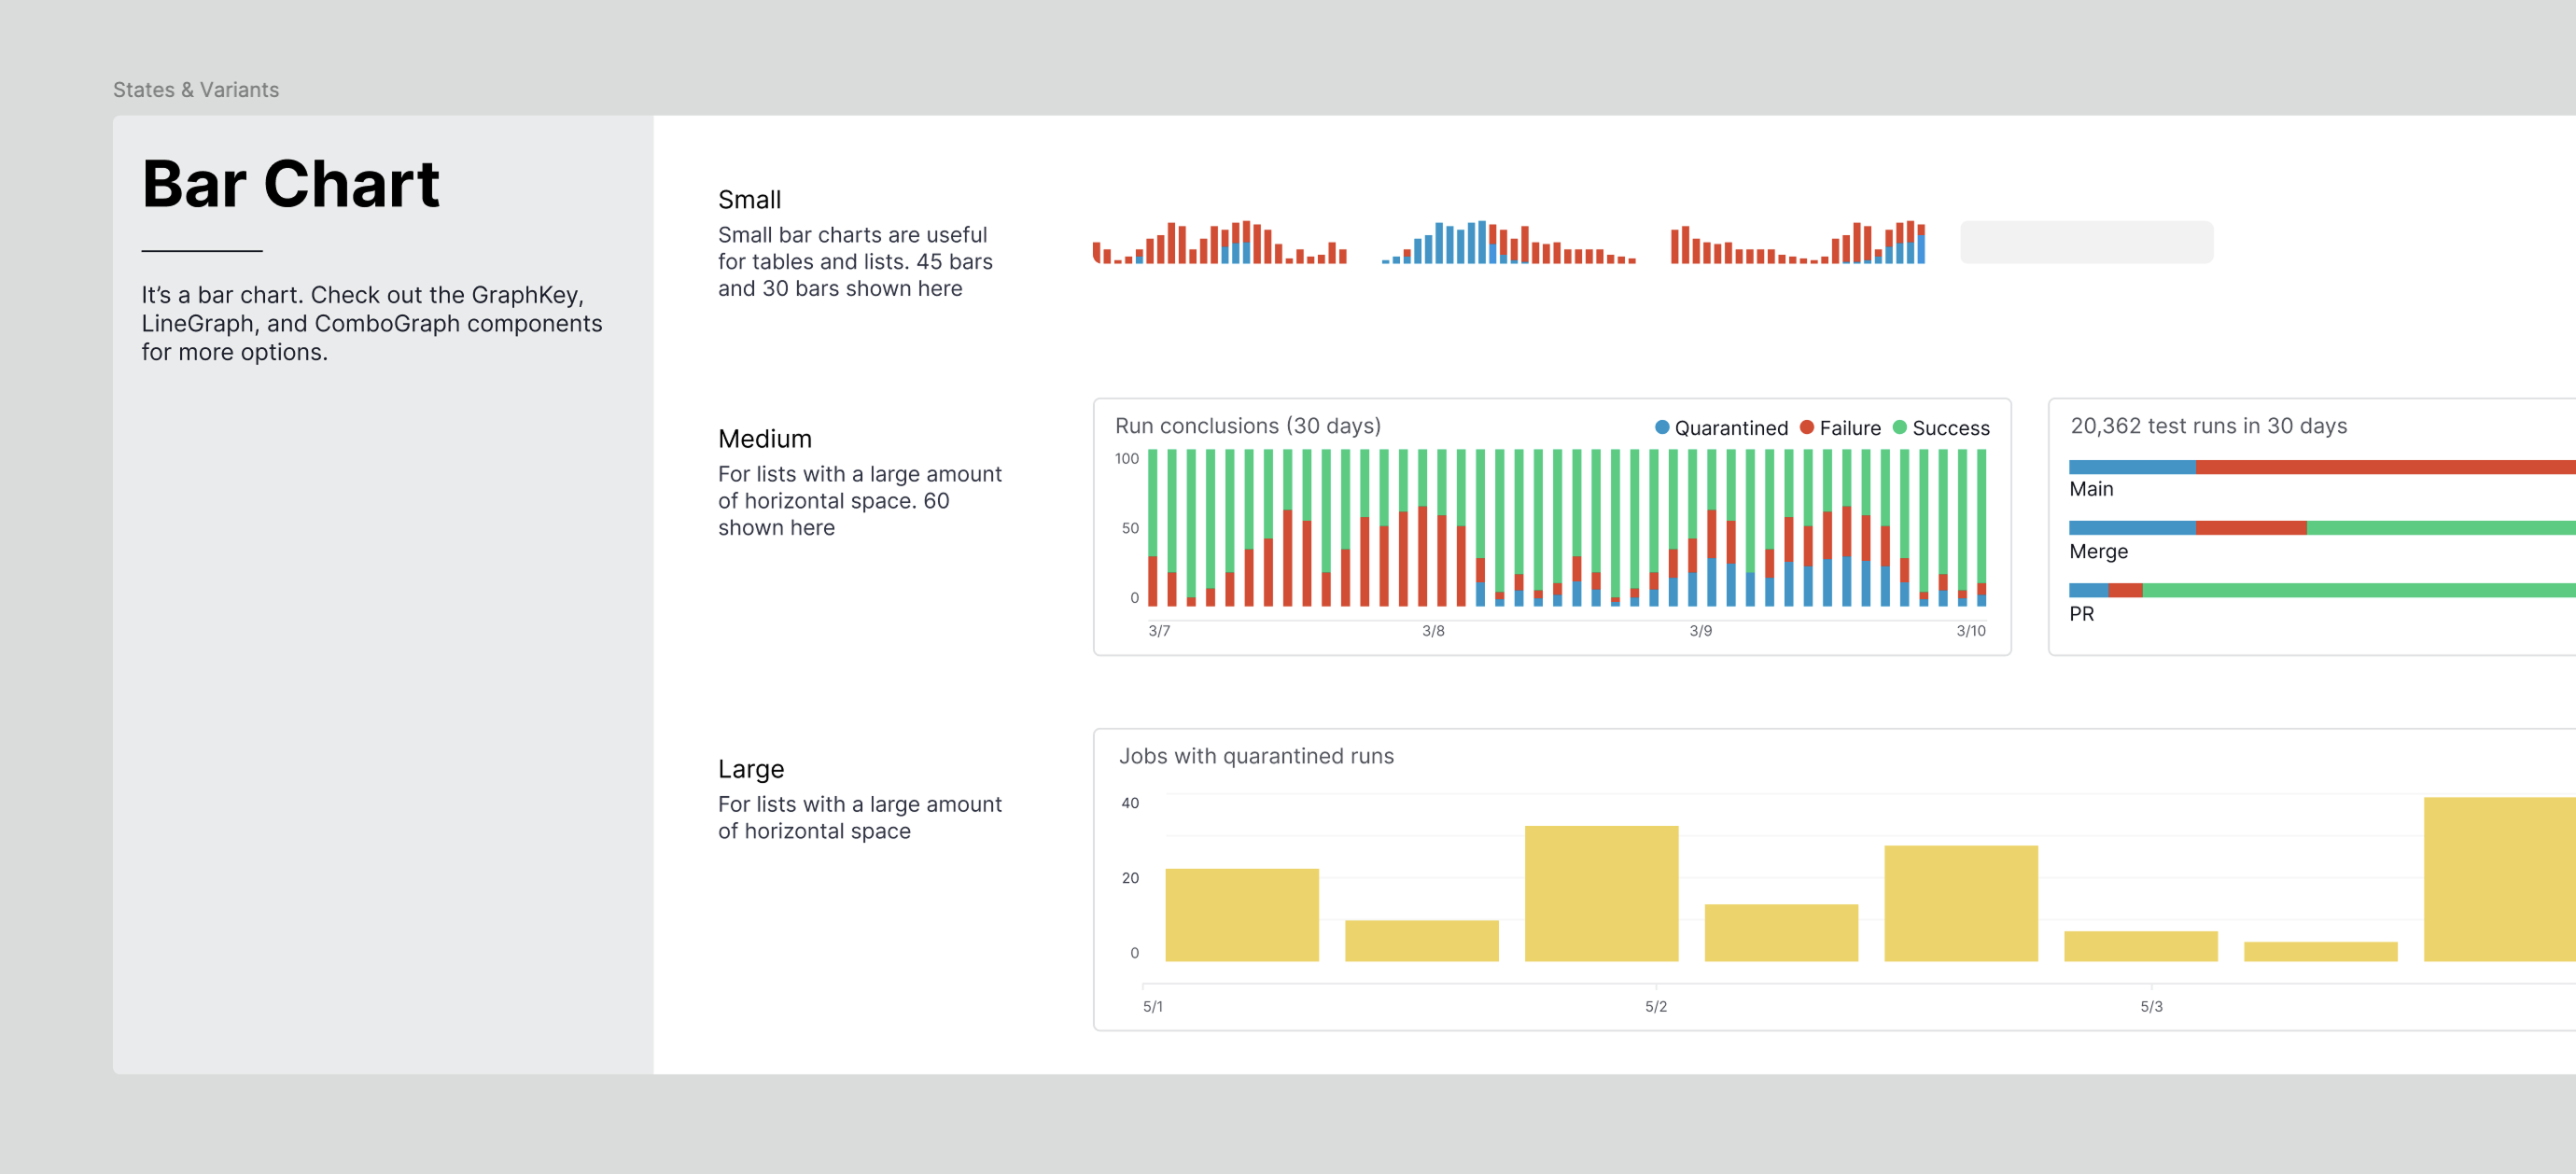 States & Variants
Bar Chart
It’s a bar chart. Check out the GraphKey,
LineGraph, and ComboGraph components
for more options.
Small
Small bar charts are useful
for tables and lists. 45 bars
and 30 bars shown here
Medium
For lists with a large amount
of horizontal space. 60
shown here
Run conclusions (30 days)
Quarantined Failure Success
100
50
0
3/7 3/8 3/9 3/10
20,362 test runs in 30 days
Main
Merge
PR
Large
For lists with a large amount
of horizontal space
Jobs with quarantined runs
40
20
0
5/1 5/2 5/3